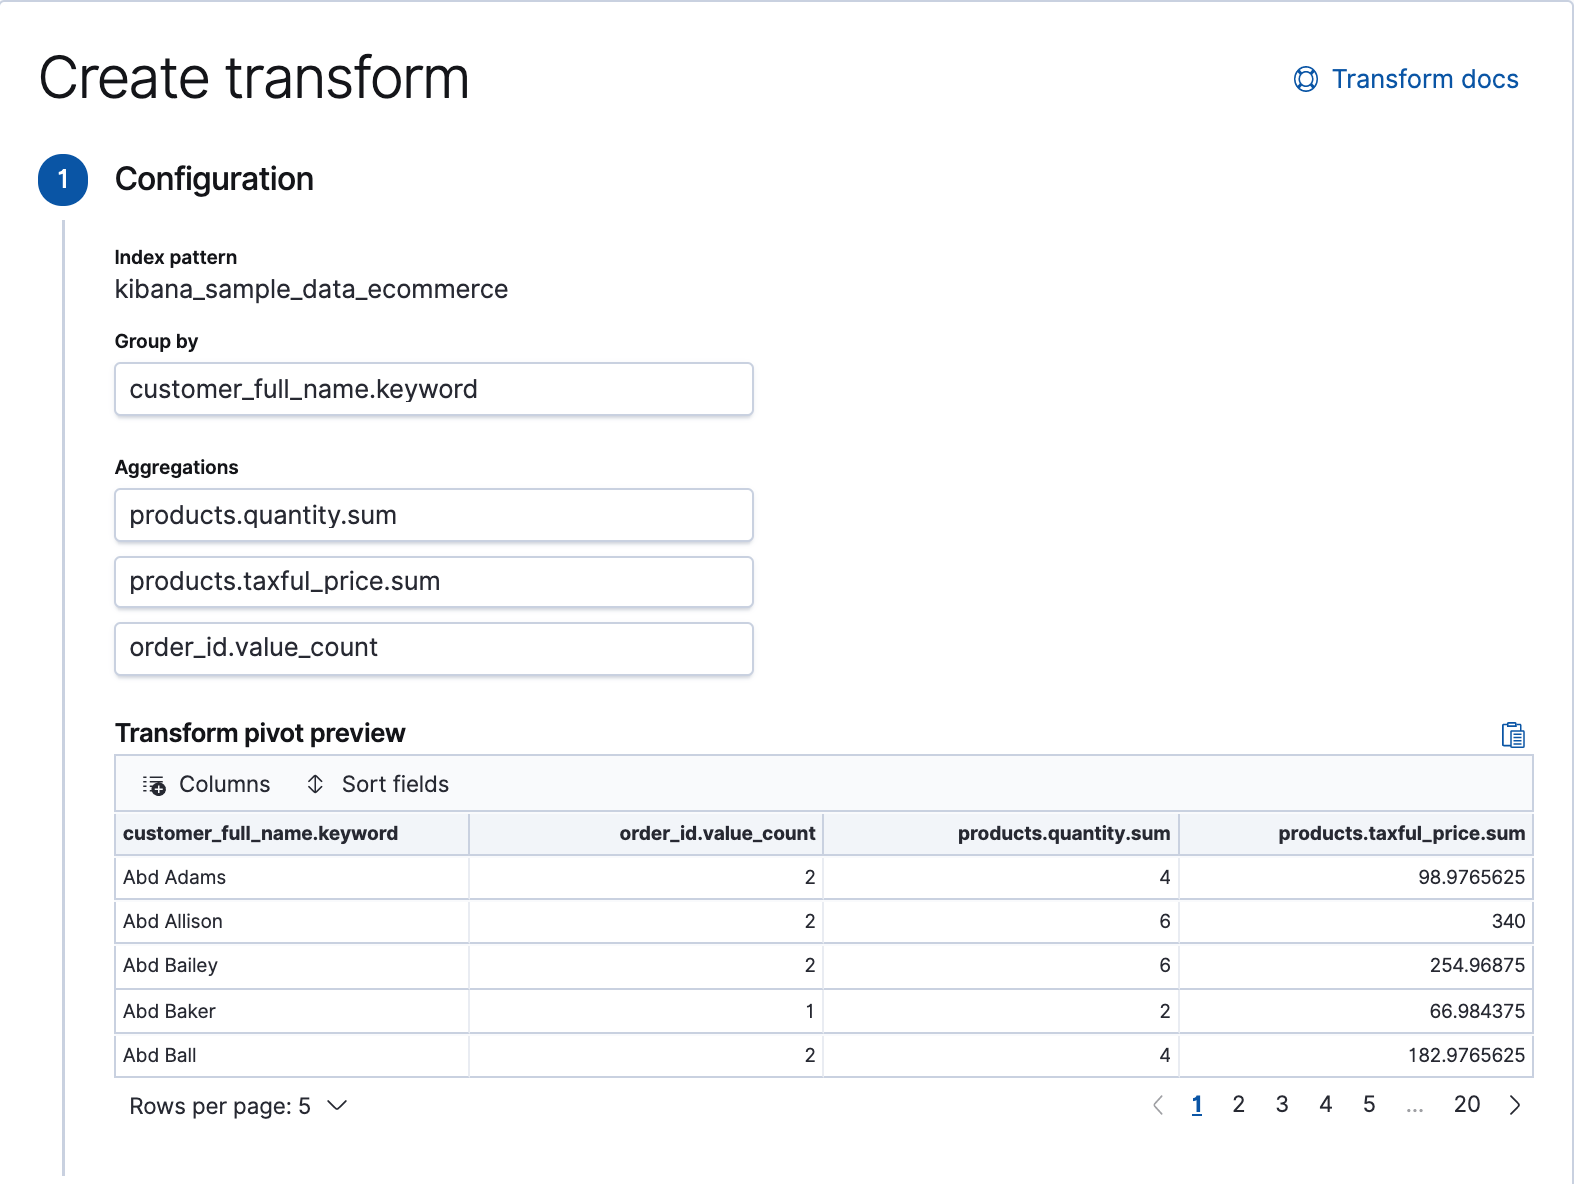 Create transform
Transform docs
1 Configuration
Index pattern
kibana_sample_data_ecommerce
Group by
customer_full_name.keyword
Aggregations
products.quantity.sum
products.taxful_price.sum
order_id.value_count
Transform pivot preview
Columns Sort fields
customer_full_name.keyword order_id.value_count products.quantity.sum products.taxful_price.sum
Abd Adams 2 4 98.9765625
Abd Allison 2 6 340
Abd Bailey 2 6 254.96875
Abd Baker 1 2 66.984375
Abd Ball 2 4 182.9765625
Rows per page: 5 1 2 3 4 5 ... 20